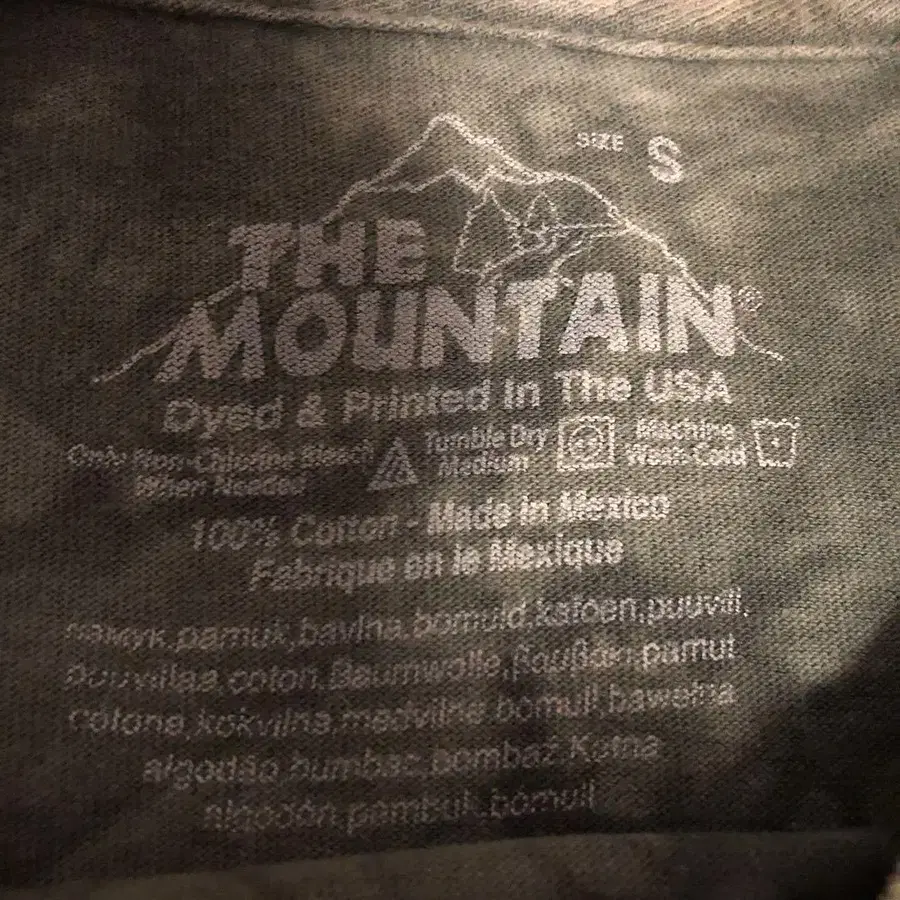 SIZE S
THE
MOUNTAIN®
Dyed & Printed In The USA
Only Non-Chlorine Bleach When Needed
Tumble Dry Medium
Machine Wash Cold
100% Cotton - Made in Mexico
Fabrique en le Mexique
памук,pamuk,bavlna,bomuld,katoen,puuvill,
puuvillaa,coton,Baumwolle,βαμβάκι,pamut
cotone,kokvilna,medvilnė,bomull,bawełna
algodão,bumbac,bombaž,Katna
algodón,pambuk,bomull